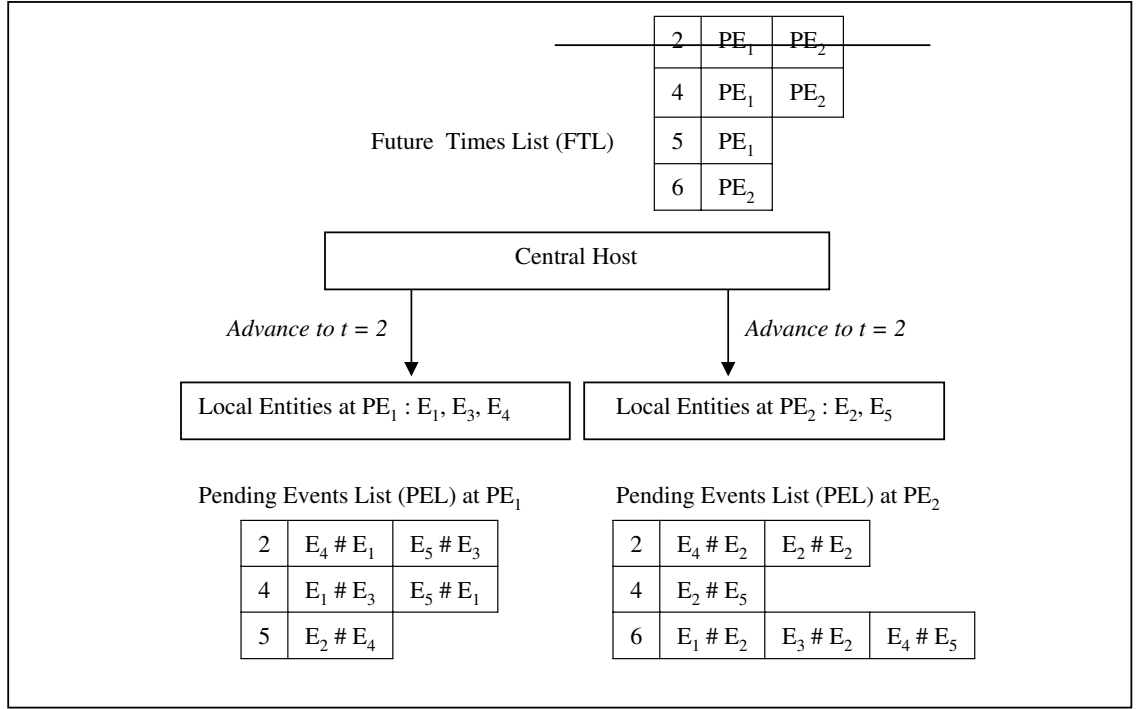 2 PE₁ PE₂
4 PE₁ PE₂
Future Times List (FTL)
5 PE₁
6 PE₂
Central Host
Advance to t = 2 Advance to t = 2
Local Entities at PE₁ : E₁, E₃, E₄ Local Entities at PE₂ : E₂, E₅
Pending Events List (PEL) at PE₁ Pending Events List (PEL) at PE₂
2 E₄ # E₁ E₅ # E₃ 2 E₄ # E₂ E₂ # E₂
4 E₁ # E₃ E₅ # E₁ 4 E₂ # E₅
5 E₂ # E₄ 6 E₁ # E₂ E₃ # E₂ E₄ # E₅